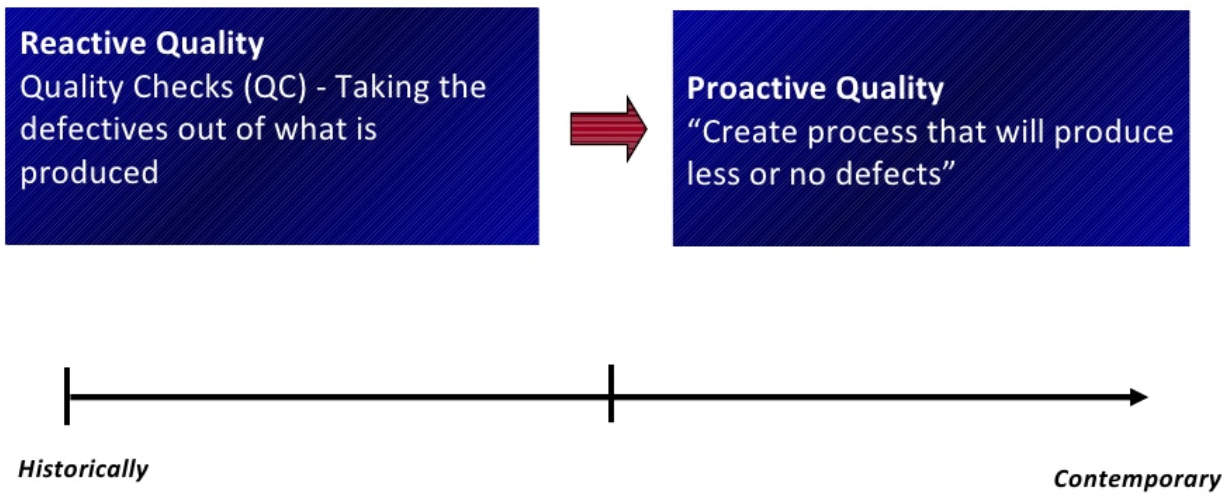 Reactive Quality
Quality Checks (QC) - Taking the
defectives out of what is
produced
Proactive Quality
“Create process that will produce
less or no defects”
Historically
Contemporary